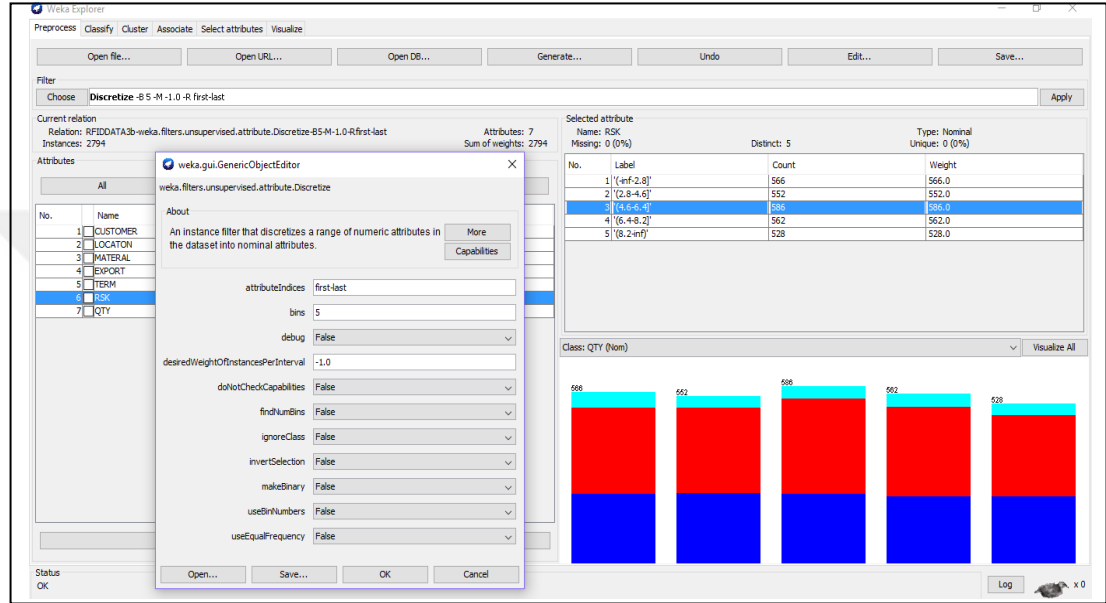 Weka Explorer
Preprocess Classify Cluster Associate Select attributes Visualize
Open file... Open URL... Open DB... Generate... Undo Edit... Save...
Filter
Choose Discretize -B 5 -M -1.0 -R first-last Apply
Current relation
Relation: RFIDDATA3b-weka.filters.unsupervised.attribute.Discretize-B5-M-1.0-Rfirst-last Attributes: 7
Instances: 2794 Sum of weights: 2794
Attributes
All
No. Name
1 CUSTOMER
2 LOCATON
3 MATERAL
4 EXPORT
5 TERM
6 RSK
7 QTY
Status
OK
weka.gui.GenericObjectEditor
weka.filters.unsupervised.attribute.Discretize
About
An instance filter that discretizes a range of numeric attributes in More
the dataset into nominal attributes.
Capabilities
attributeIndices first-last
bins 5
debug False
desiredWeightOfInstancesPerInterval -1.0
doNotCheckCapabilities False
findNumBins False
ignoreClass False
invertSelection False
makeBinary False
useBinNumbers False
useEqualFrequency False
Open... Save... OK Cancel
Selected attribute
Name: RSK Type: Nominal
Missing: 0 (0%) Distinct: 5 Unique: 0 (0%)
No. Label Count Weight
1 '(-inf-2.8]' 566 566.0
2 '(2.8-4.6]' 552 552.0
3 '(4.6-6.4]' 586 586.0
4 '(6.4-8.2]' 562 562.0
5 '(8.2-inf)' 528 528.0
Class: QTY (Nom) Visualize All
566 552 586 562 528
Log x 0